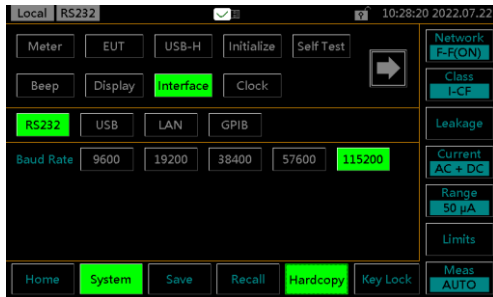 Local RS232 10:28:20 2022.07.22
Meter EUT USB-H Initialize Self Test
Beep Display Interface Clock
RS232 USB LAN GPIB
Baud Rate 9600 19200 38400 57600 115200
Home System Save Recall Hardcopy Key Lock
Network
F-F(ON)
Class
I-CF
Leakage
Current
AC + DC
Range
50 μA
Limits
Meas
AUTO